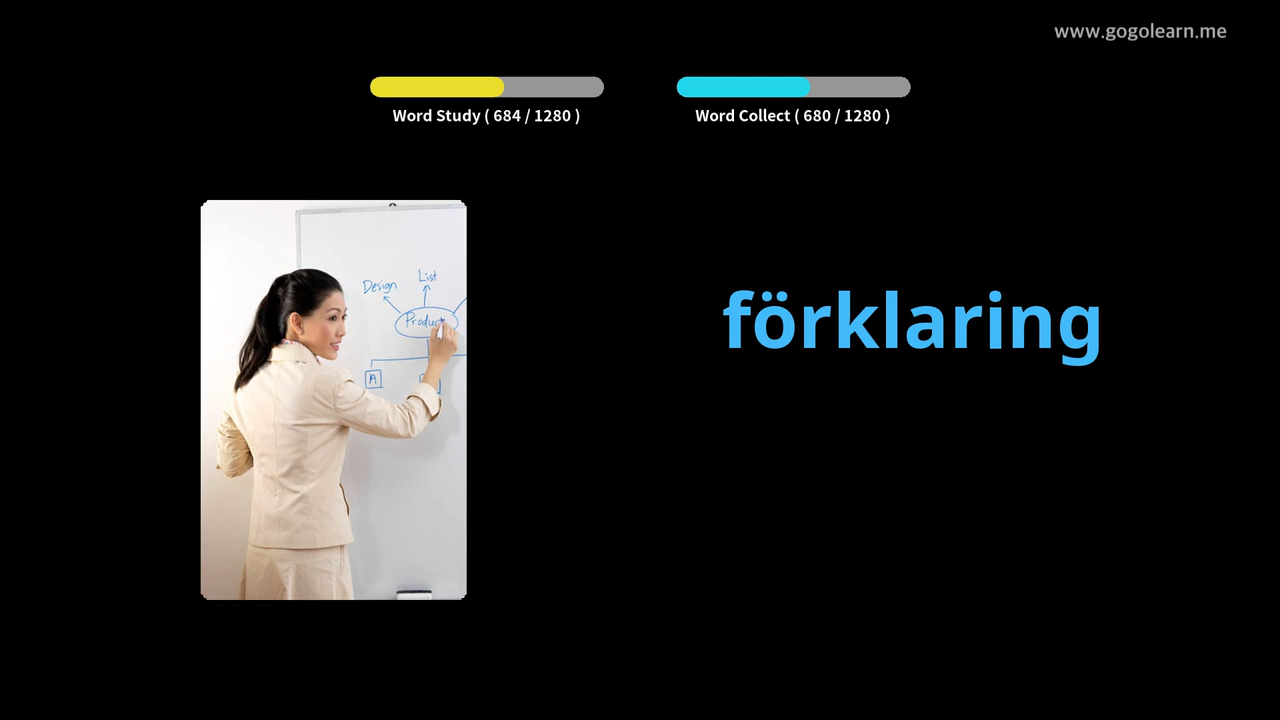 www.gogolearn.me
Word Study ( 684 / 1280 )
Word Collect ( 680 / 1280 )
förklaring
List
Design
Product
A